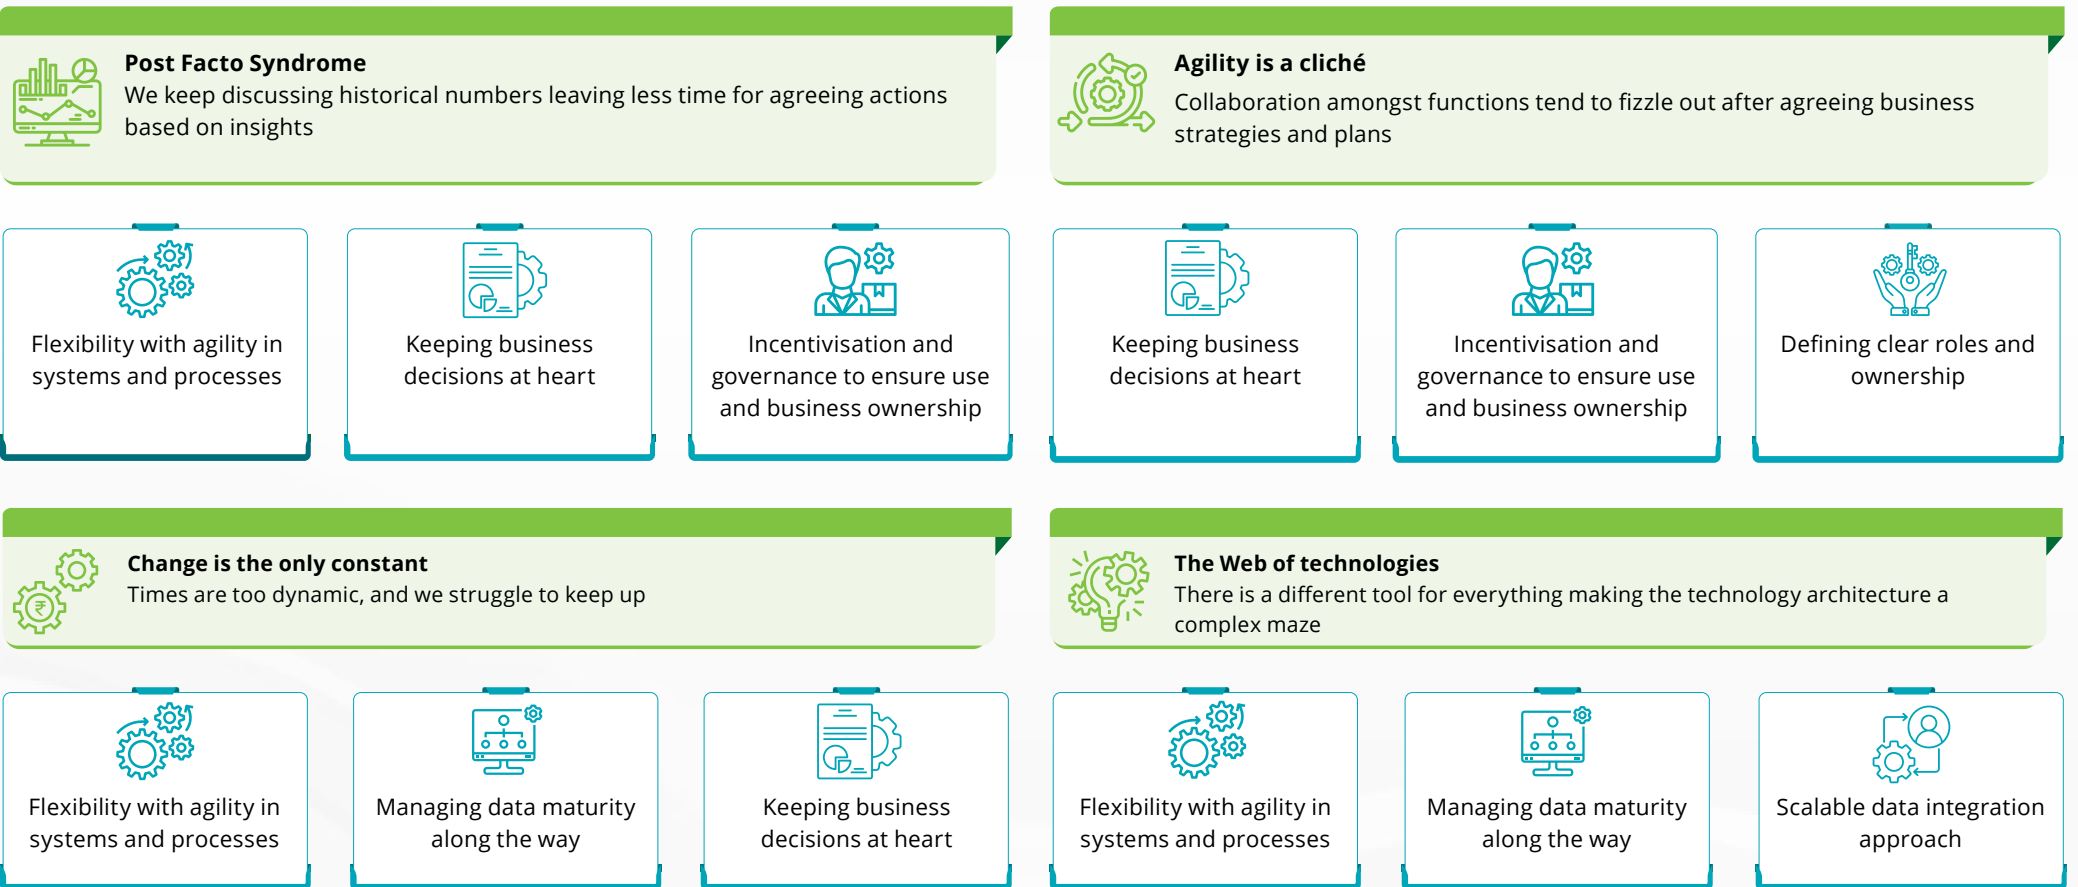 Post Facto Syndrome
We keep discussing historical numbers leaving less time for agreeing actions
based on insights
Agility is a cliché
Collaboration amongst functions tend to fizzle out after agreeing business
strategies and plans
Flexibility with agility in
systems and processes
Keeping business
decisions at heart
Incentivisation and
governance to ensure use
and business ownership
Keeping business
decisions at heart
Incentivisation and
governance to ensure use
and business ownership
Defining clear roles and
ownership
Change is the only constant
Times are too dynamic, and we struggle to keep up
₹
The Web of technologies
There is a different tool for everything making the technology architecture a
complex maze
Flexibility with agility in
systems and processes
Managing data maturity
along the way
Keeping business
decisions at heart
Flexibility with agility in
systems and processes
Managing data maturity
along the way
Scalable data integration
approach